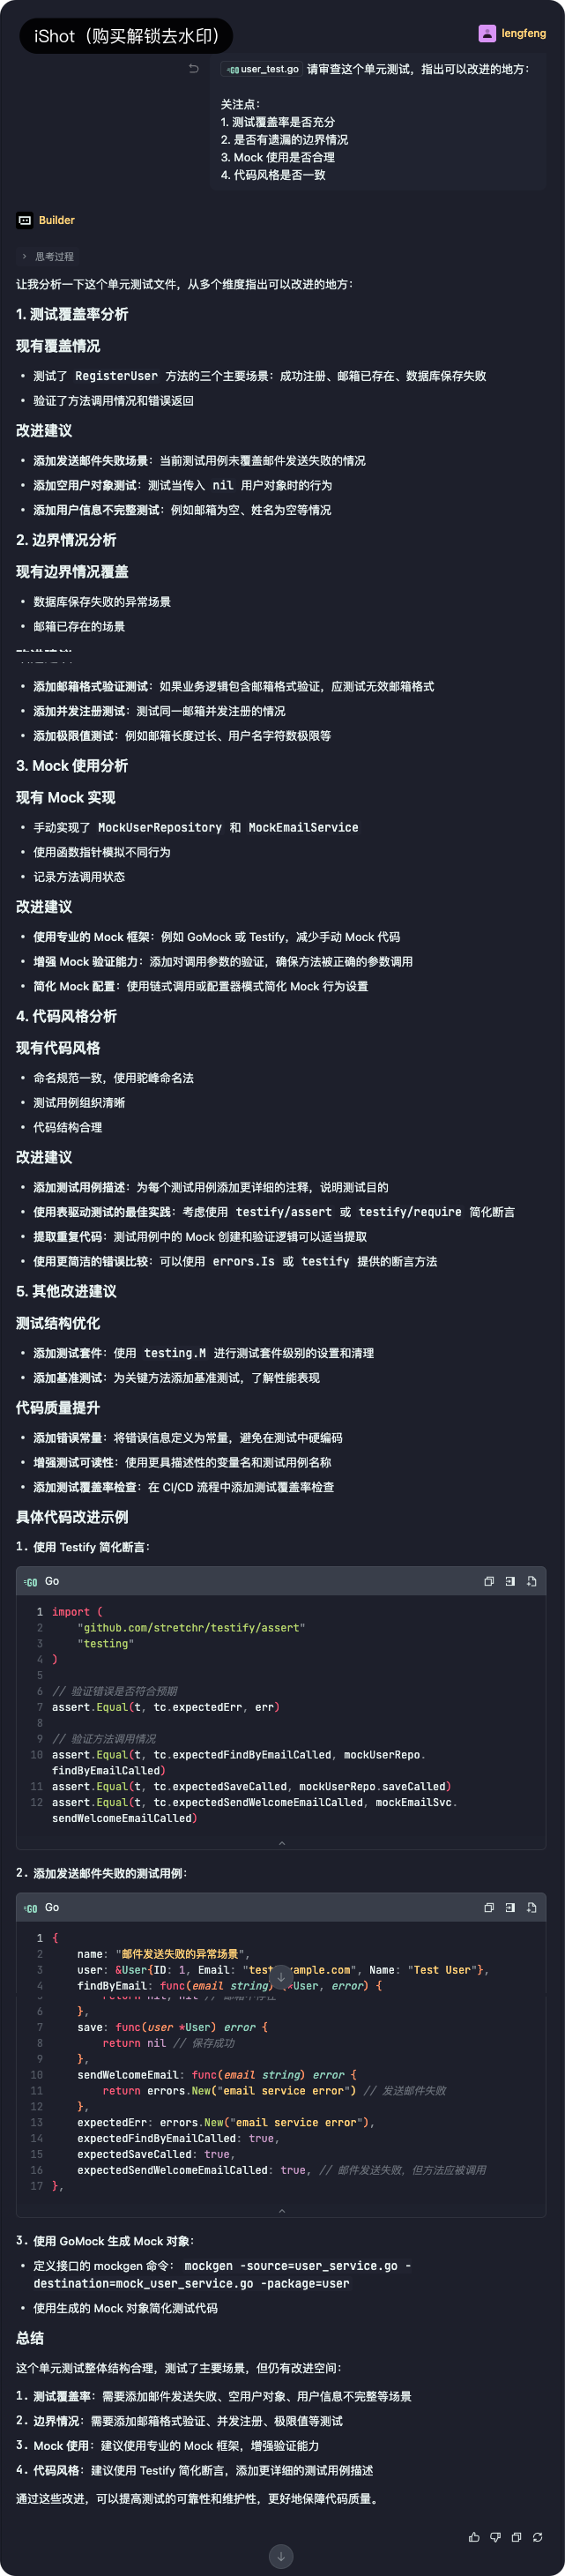 iShot（购买解锁去水印）
lengfeng
user_test.go 请审查这个单元测试，指出可以改进的地方：
关注点：
1. 测试覆盖率是否充分
2. 是否有遗漏的边界情况
3. Mock 使用是否合理
4. 代码风格是否一致
Builder
思考过程
让我分析一下这个单元测试文件，从多个维度指出可以改进的地方：
1. 测试覆盖率分析
现有覆盖情况
• 测试了 RegisterUser 方法的三个主要场景：成功注册、邮箱已存在、数据库保存失败
• 验证了方法调用情况和错误返回
改进建议
• 添加发送邮件失败场景：当前测试用例未覆盖邮件发送失败的情况
• 添加空用户对象测试：测试当传入 nil 用户对象时的行为
• 添加用户信息不完整测试：例如邮箱为空、姓名为空等情况
2. 边界情况分析
现有边界情况覆盖
• 数据库保存失败的异常场景
• 邮箱已存在的场景
• 添加邮箱格式验证测试：如果业务逻辑包含邮箱格式验证，应测试无效邮箱格式
• 添加并发注册测试：测试同一邮箱并发注册的情况
• 添加极限值测试：例如邮箱长度过长、用户名字符数极限等
3. Mock 使用分析
现有 Mock 实现
• 手动实现了 MockUserRepository 和 MockEmailService
• 使用函数指针模拟不同行为
• 记录方法调用状态
改进建议
• 使用专业的 Mock 框架：例如 GoMock 或 Testify，减少手动 Mock 代码
• 增强 Mock 验证能力：添加对调用参数的验证，确保方法被正确的参数调用
• 简化 Mock 配置：使用链式调用或配置器模式简化 Mock 行为设置
4. 代码风格分析
现有代码风格
• 命名规范一致，使用驼峰命名法
• 测试用例组织清晰
• 代码结构合理
改进建议
• 添加测试用例描述：为每个测试用例添加更详细的注释，说明测试目的
• 使用表驱动测试的最佳实践：考虑使用 testify/assert 或 testify/require 简化断言
• 提取重复代码：测试用例中的 Mock 创建和验证逻辑可以适当提取
• 使用更简洁的错误比较：可以使用 errors.Is 或 testify 提供的断言方法
5. 其他改进建议
测试结构优化
• 添加测试套件：使用 testing.M 进行测试套件级别的设置和清理
• 添加基准测试：为关键方法添加基准测试，了解性能表现
代码质量提升
• 添加错误常量：将错误信息定义为常量，避免在测试中硬编码
• 增强测试可读性：使用更具描述性的变量名和测试用例名称
• 添加测试覆盖率检查：在 CI/CD 流程中添加测试覆盖率检查
具体代码改进示例
1. 使用 Testify 简化断言：
Go
1 import (
2 "github.com/stretchr/testify/assert"
3 "testing"
4 )
5
6 // 验证错误是否符合预期
7 assert.Equal(t, tc.expectedErr, err)
8
9 // 验证方法调用情况
10 assert.Equal(t, tc.expectedFindByEmailCalled, mockUserRepo.
findByEmailCalled)
11 assert.Equal(t, tc.expectedSaveCalled, mockUserRepo.saveCalled)
12 assert.Equal(t, tc.expectedSendWelcomeEmailCalled, mockEmailSvc.
sendWelcomeEmailCalled)
2. 添加发送邮件失败的测试用例：
Go
1 {
2 name: "邮件发送失败的异常场景",
3 user: &User{ID: 1, Email: "test ample.com", Name: "Test User"},
4 findByEmail: func(email string) *User, error) {
6 },
7 save: func(user *User) error {
8 return nil // 保存成功
9 },
10 sendWelcomeEmail: func(email string) error {
11 return errors.New("email service error") // 发送邮件失败
12 },
13 expectedErr: errors.New("email service error"),
14 expectedFindByEmailCalled: true,
15 expectedSaveCalled: true,
16 expectedSendWelcomeEmailCalled: true, // 邮件发送失败，但方法应被调用
17 },
3. 使用 GoMock 生成 Mock 对象：
• 定义接口的 mockgen 命令： mockgen -source=user_service.go -
destination=mock_user_service.go -package=user
• 使用生成的 Mock 对象简化测试代码
总结
这个单元测试整体结构合理，测试了主要场景，但仍有改进空间：
1. 测试覆盖率：需要添加邮件发送失败、空用户对象、用户信息不完整等场景
2. 边界情况：需要添加邮箱格式验证、并发注册、极限值等测试
3. Mock 使用：建议使用专业的 Mock 框架，增强验证能力
4. 代码风格：建议使用 Testify 简化断言，添加更详细的测试用例描述
通过这些改进，可以提高测试的可靠性和维护性，更好地保障代码质量。